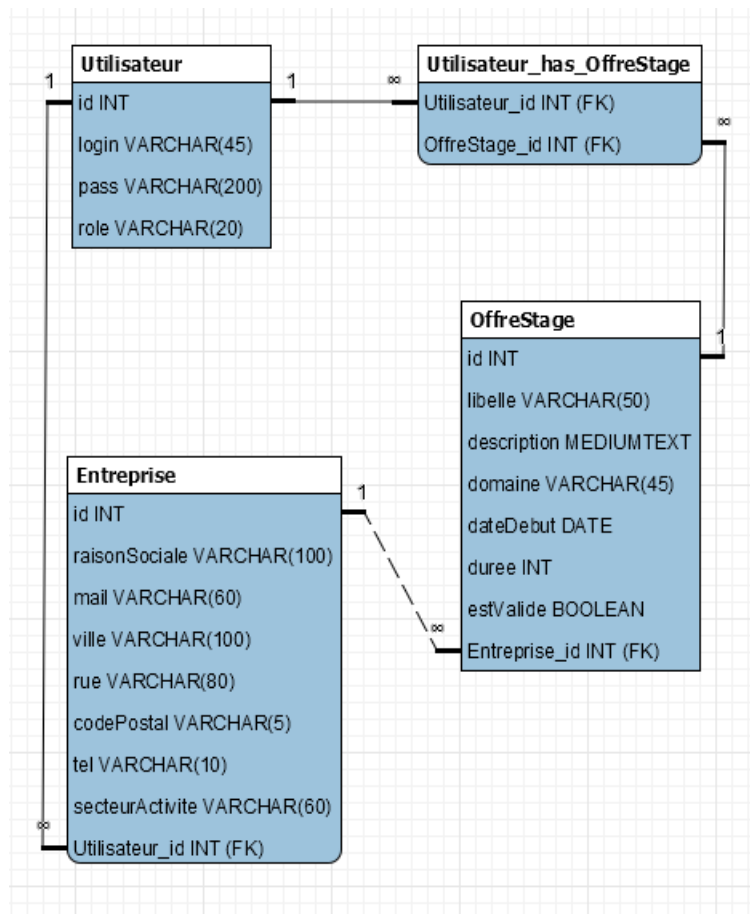 Utilisateur
id INT
login VARCHAR(45)
pass VARCHAR(200)
role VARCHAR(20)
1
1
∞
Utilisateur_has_OffreStage
Utilisateur_id INT (FK)
OffreStage_id INT (FK)
∞
1
OffreStage
id INT
libelle VARCHAR(50)
description MEDIUMTEXT
domaine VARCHAR(45)
dateDebut DATE
duree INT
estValide BOOLEAN
Entreprise_id INT (FK)
1
∞
Entreprise
id INT
raisonSociale VARCHAR(100)
mail VARCHAR(60)
ville VARCHAR(100)
rue VARCHAR(80)
codePostal VARCHAR(5)
tel VARCHAR(10)
secteurActivite VARCHAR(60)
Utilisateur_id INT (FK)
∞